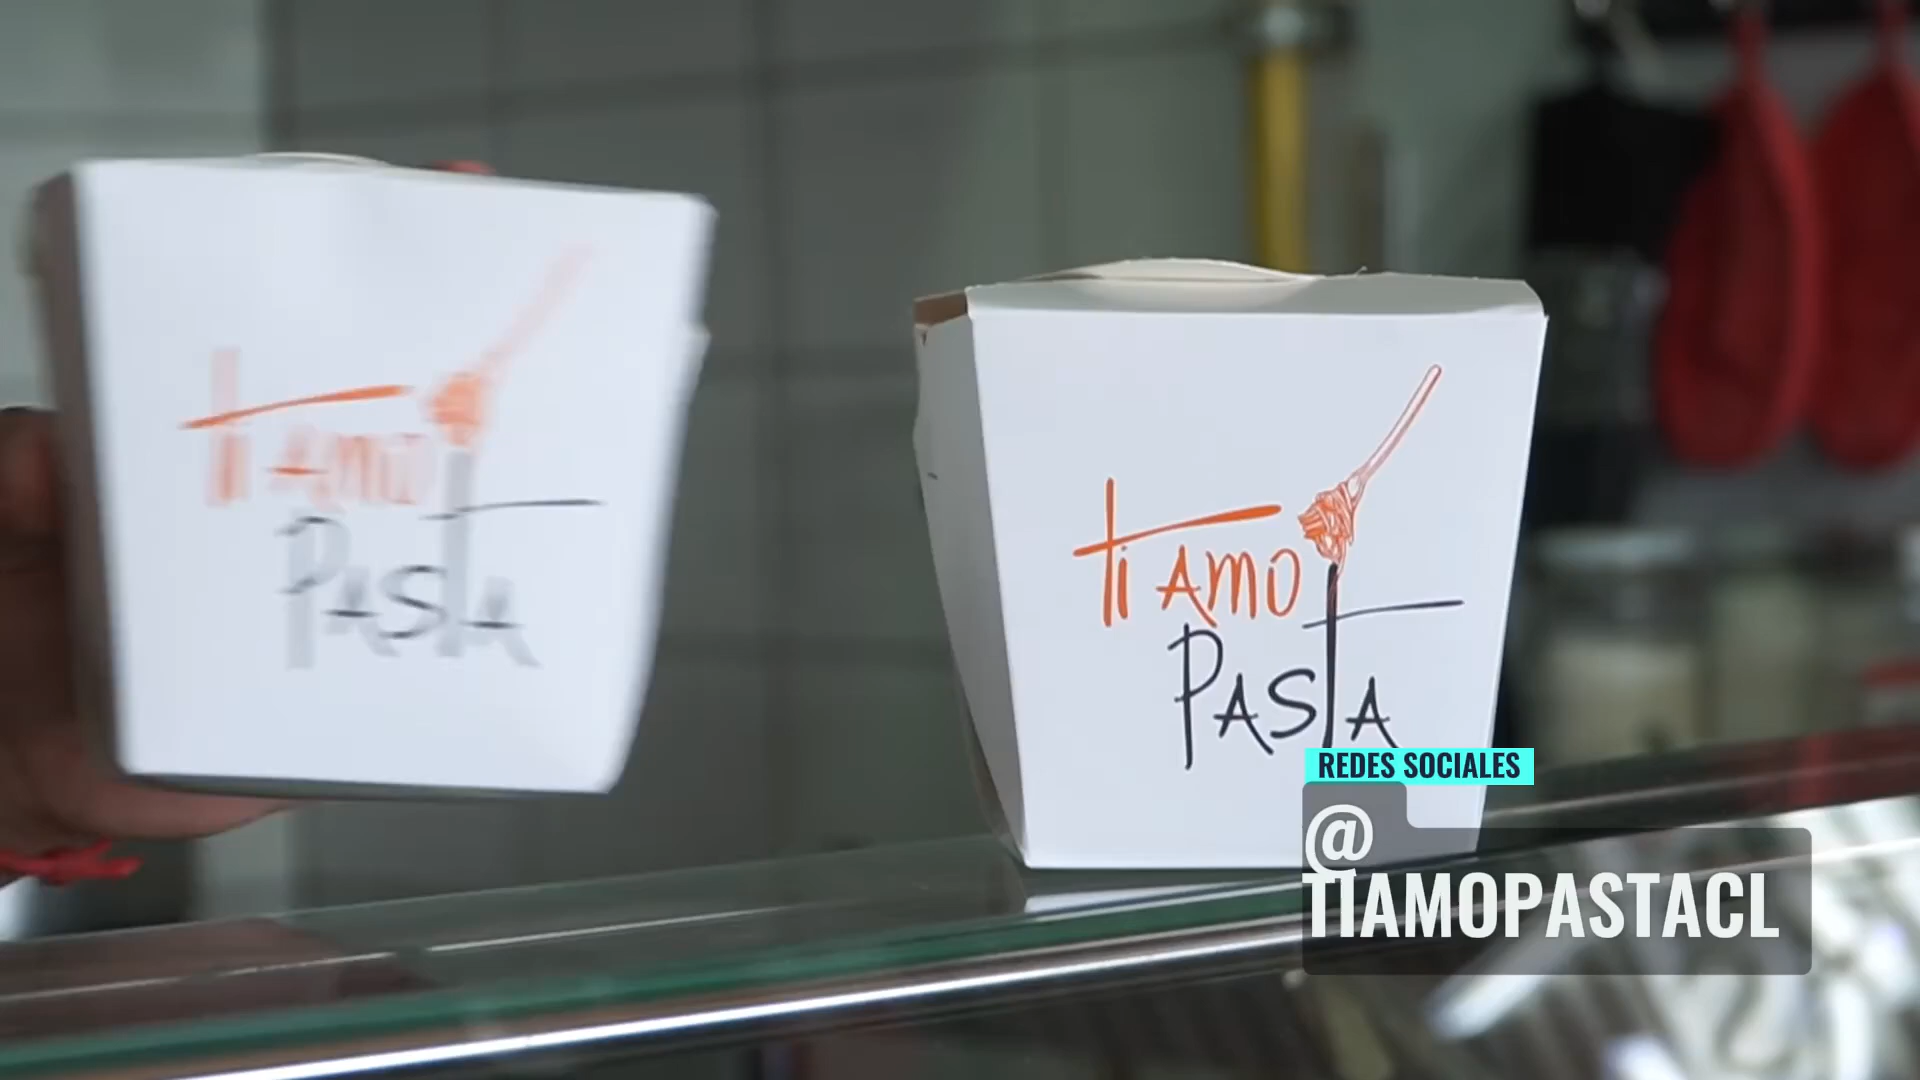 Ti AMO
PASTA
Ti AMO
PASTA
REDES SOCIALES
@
TIAMOPASTACL